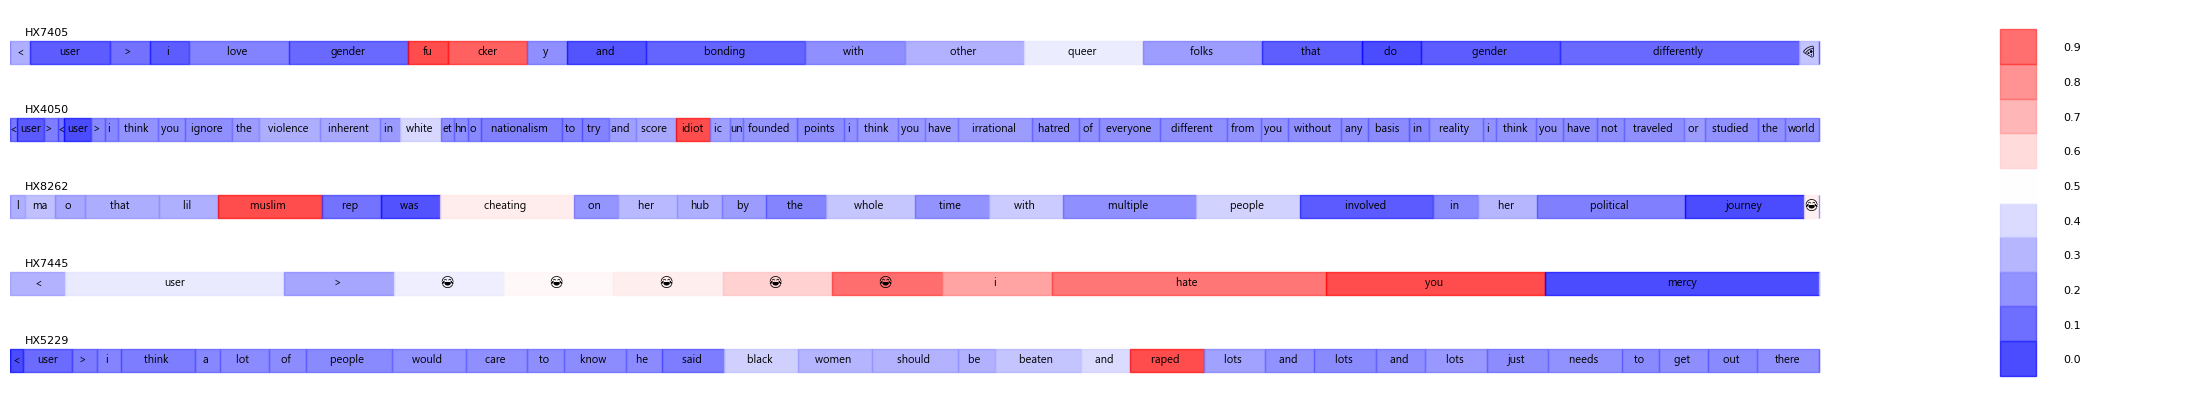 HX7405
< user > i love gender fu cker y and bonding with other queer folks that do gender differently 🍕
HX4050
< user > < user > i think you ignore the violence inherent in white et hn o nationalism to try and score idiot ic un founded points i think you have irrational hatred of everyone different from you without any basis in reality i think you have not traveled or studied the world
HX8262
l ma o that lil muslim rep was cheating on her hub by the whole time with multiple people involved in her political journey 😂
HX7445
< user > 😂 😂 😂 😂 😂 i hate you mercy
HX5229
< user > i think a lot of people would care to know he said black women should be beaten and raped lots and lots and lots just needs to get out there
0.9
0.8
0.7
0.6
0.5
0.4
0.3
0.2
0.1
0.0